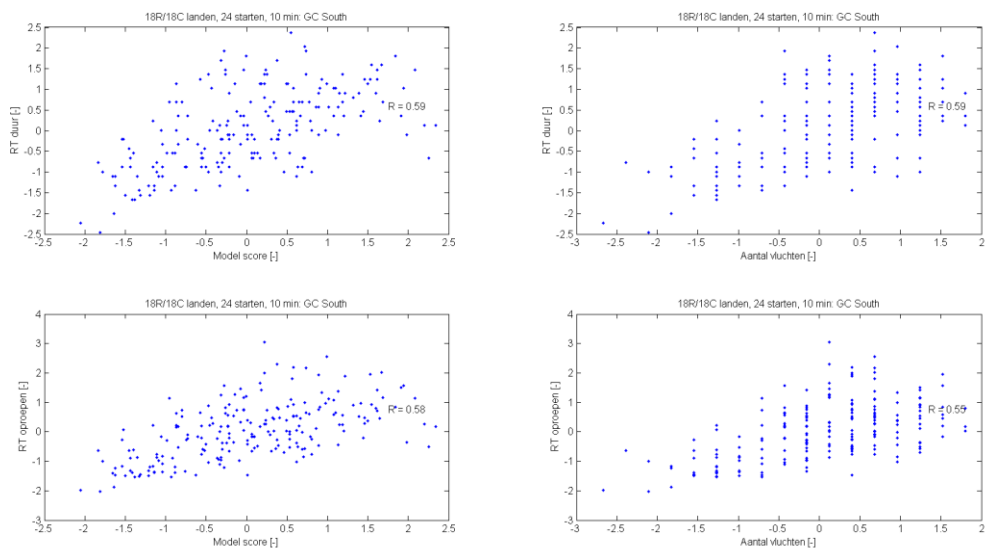 18R/18C landen, 24 starten, 10 min: GC South
2.5
2
1.5
1
0.5
0
-0.5
-1
-1.5
-2
-2.5
RT duur [-]
R = 0.59
-2.5 -2 -1.5 -1 -0.5 0 0.5 1 1.5 2 2.5
Model score [-]
18R/18C landen, 24 starten, 10 min: GC South
2.5
2
1.5
1
0.5
0
-0.5
-1
-1.5
-2
-2.5
RT duur [-]
R = 0.59
-3 -2.5 -2 -1.5 -1 -0.5 0 0.5 1 1.5 2
Aantal vluchten [-]
18R/18C landen, 24 starten, 10 min: GC South
4
3
2
1
0
-1
-2
-3
RT oproepen [-]
R = 0.58
-2.5 -2 -1.5 -1 -0.5 0 0.5 1 1.5 2 2.5
Model score [-]
18R/18C landen, 24 starten, 10 min: GC South
4
3
2
1
0
-1
-2
-3
RT oproepen [-]
R = 0.55
-3 -2.5 -2 -1.5 -1 -0.5 0 0.5 1 1.5 2
Aantal vluchten [-]